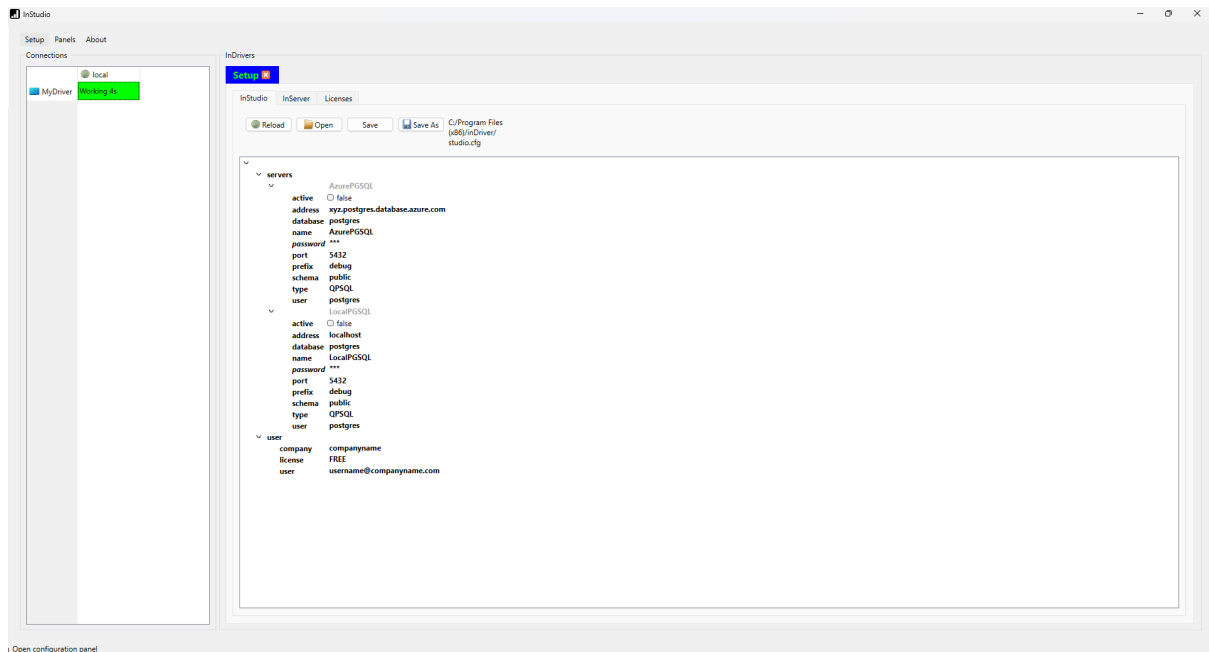 InStudio
Setup Panels About
Connections
local
MyDriver Working 4s
InDrivers
Setup
InStudio InServer Licenses
Reload Open Save Save As C:/Program Files
(x86)/inDriver/
studio.cfg
servers
AzurePGSQL
active false
address xyz.postgres.database.azure.com
database postgres
name AzurePGSQL
password ***
port 5432
prefix debug
schema public
type QPSQL
user postgres
LocalPGSQL
active false
address localhost
database postgres
name LocalPGSQL
password ***
port 5432
prefix debug
schema public
type QPSQL
user postgres
user
company companyname
license FREE
user username@companyname.com
Open configuration panel